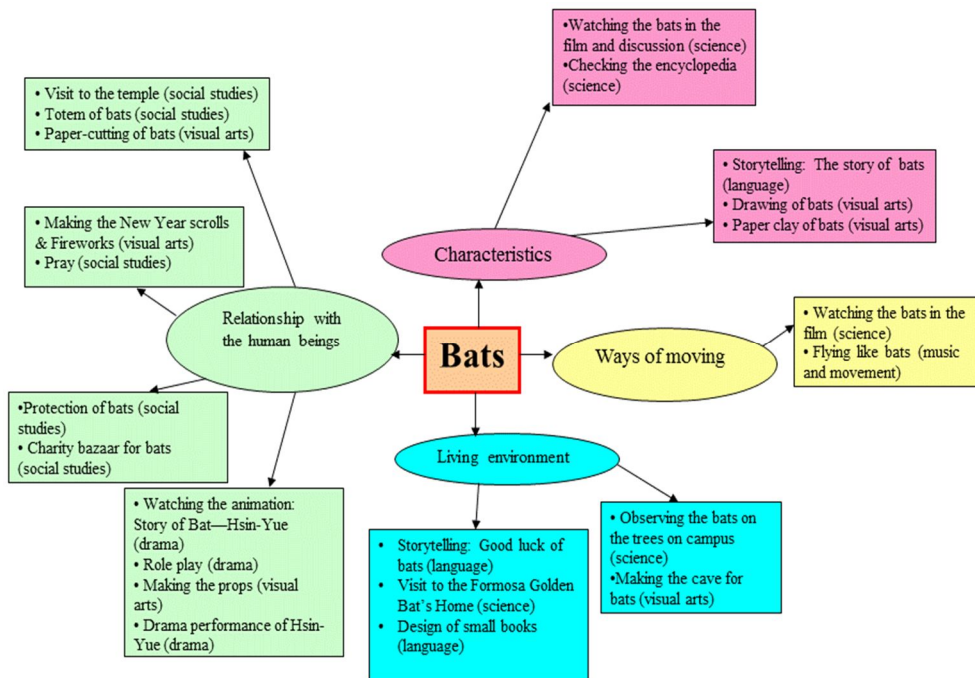 •Watching the bats in the
film and discussion (science)
•Checking the encyclopedia
(science)
• Visit to the temple (social studies)
• Totem of bats (social studies)
• Paper-cutting of bats (visual arts)
• Storytelling: The story of bats
(language)
• Drawing of bats (visual arts)
• Paper clay of bats (visual arts)
• Making the New Year scrolls
& Fireworks (visual arts)
• Pray (social studies)
Characteristics
Relationship with
the human beings
Bats
Ways of moving
• Watching the bats in the
film (science)
• Flying like bats (music
and movement)
•Protection of bats (social
studies)
• Charity bazaar for bats
(social studies)
Living environment
• Watching the animation:
Story of Bat—Hsin-Yue
(drama)
• Role play (drama)
• Making the props (visual
arts)
• Drama performance of Hsin-
Yue (drama)
• Storytelling: Good luck of
bats (language)
• Visit to the Formosa Golden
Bat’s Home (science)
• Design of small books
(language)
• Observing the bats on
the trees on campus
(science)
•Making the cave for
bats (visual arts)